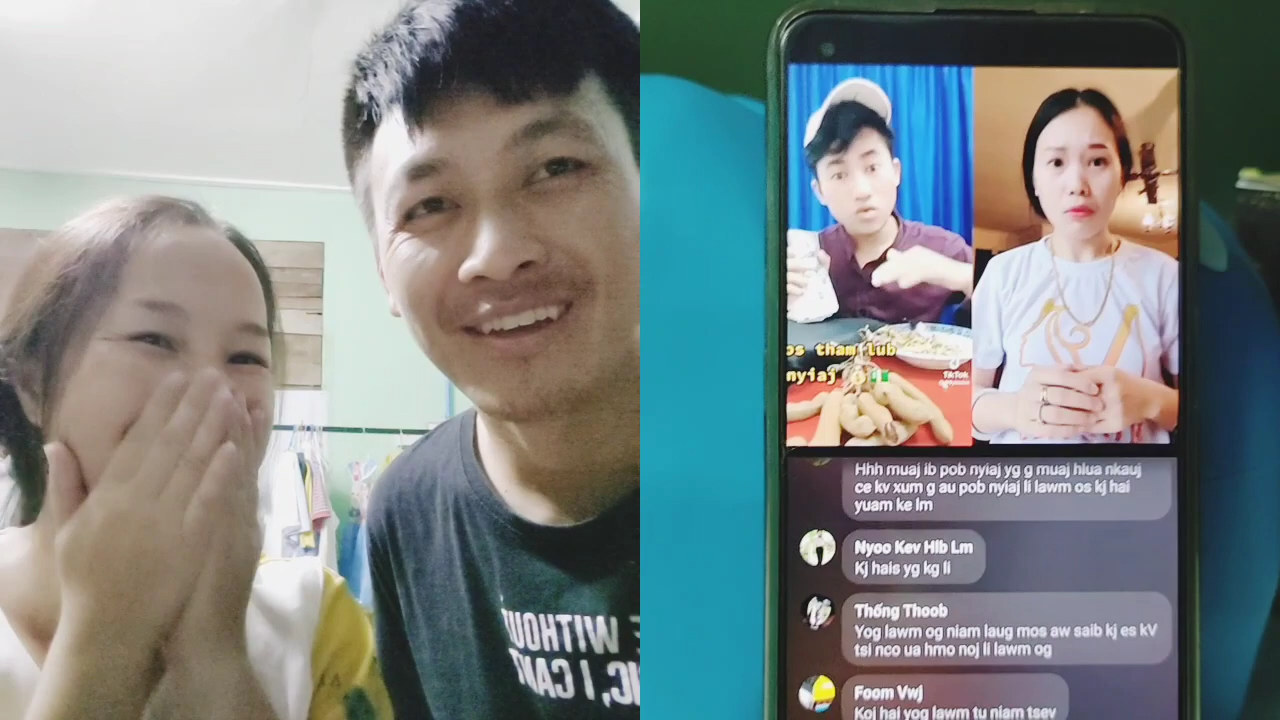 E WITHOUT
IC, I CAN'T
os tham lub
nyiaj
TikTok
Hhh muaj ib pob nyiaj yg g muaj hlua nkauj
ce kv xum g au pob nyiaj li lawm os kj hai
yuam ke lm
Nyoo Kev Hlb Lm
Kj hais yg kg li
Thống Thoob
Yog lawm og niam laug mos aw saib kj es kV
tsi nco ua hmo noj li lawm og
Foom Vwj
Koj hai yog lawm tu niam tsev